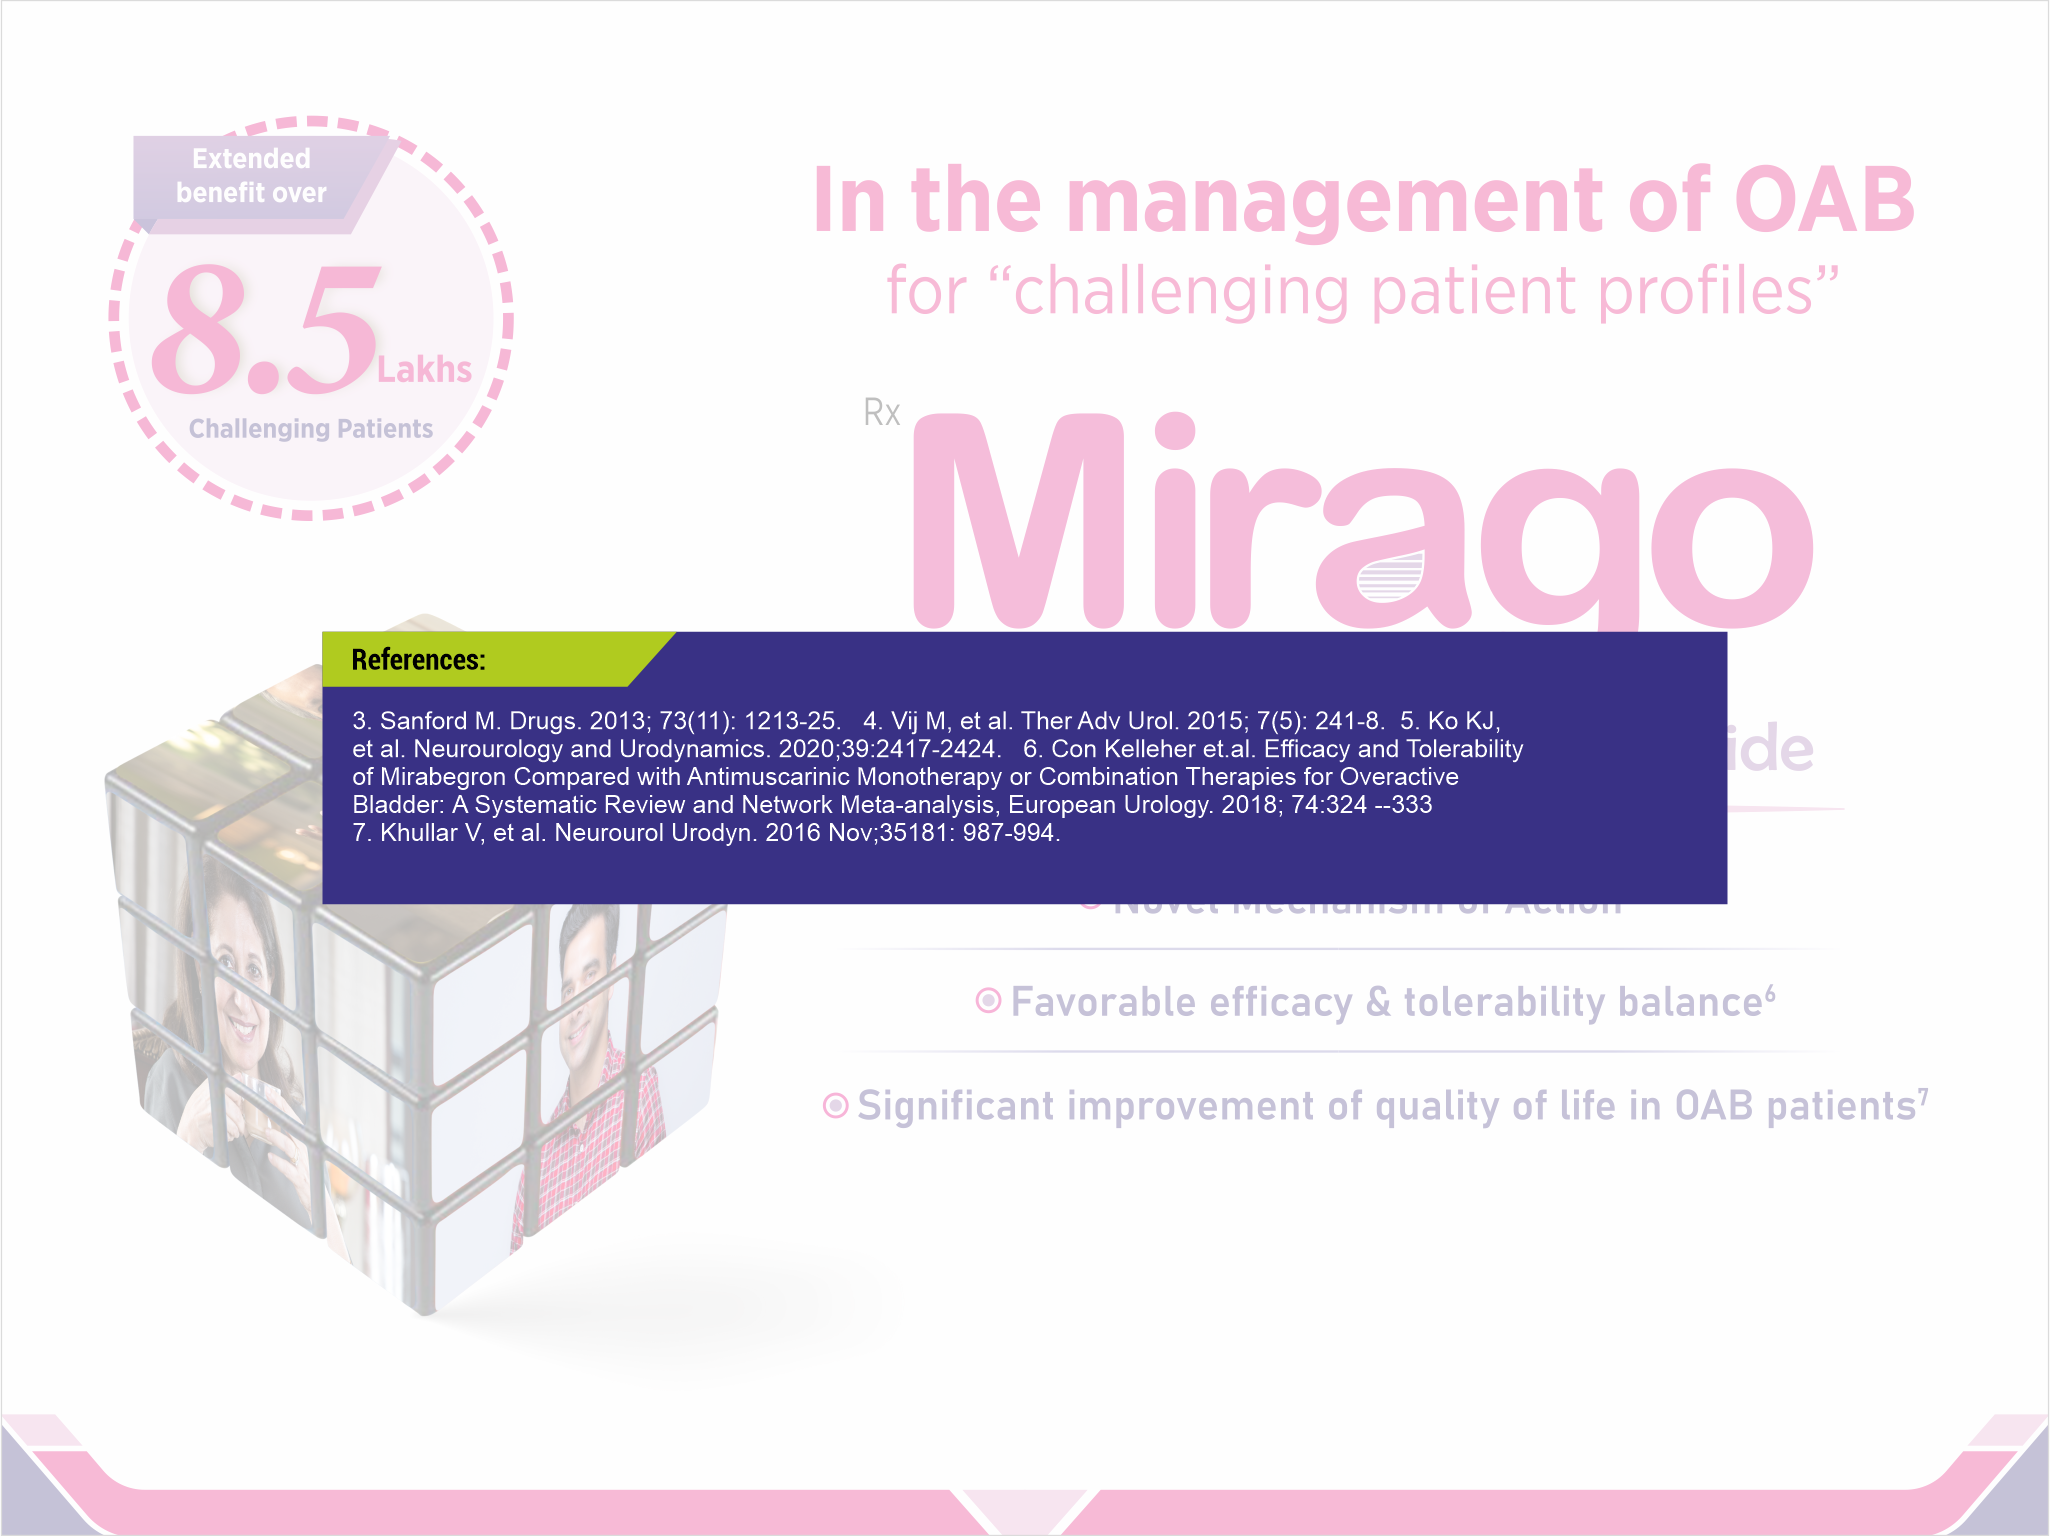 Extended
benefit over
8.5 Lakhs
Challenging Patients
In the management of OAB
for “challenging patient profiles”
Rx
Mirago
References:
3. Sanford M. Drugs. 2013; 73(11): 1213-25. 4. Vij M, et al. Ther Adv Urol. 2015; 7(5): 241-8. 5. Ko KJ,
et al. Neurourology and Urodynamics. 2020;39:2417-2424. 6. Con Kelleher et.al. Efficacy and Tolerability
of Mirabegron Compared with Antimuscarinic Monotherapy or Combination Therapies for Overactive
Bladder: A Systematic Review and Network Meta-analysis, European Urology. 2018; 74:324 --333
7. Khullar V, et al. Neurourol Urodyn. 2016 Nov;35181: 987-994.
ide
Novel Mechanism of Action
Favorable efficacy & tolerability balance⁶
Significant improvement of quality of life in OAB patients⁷